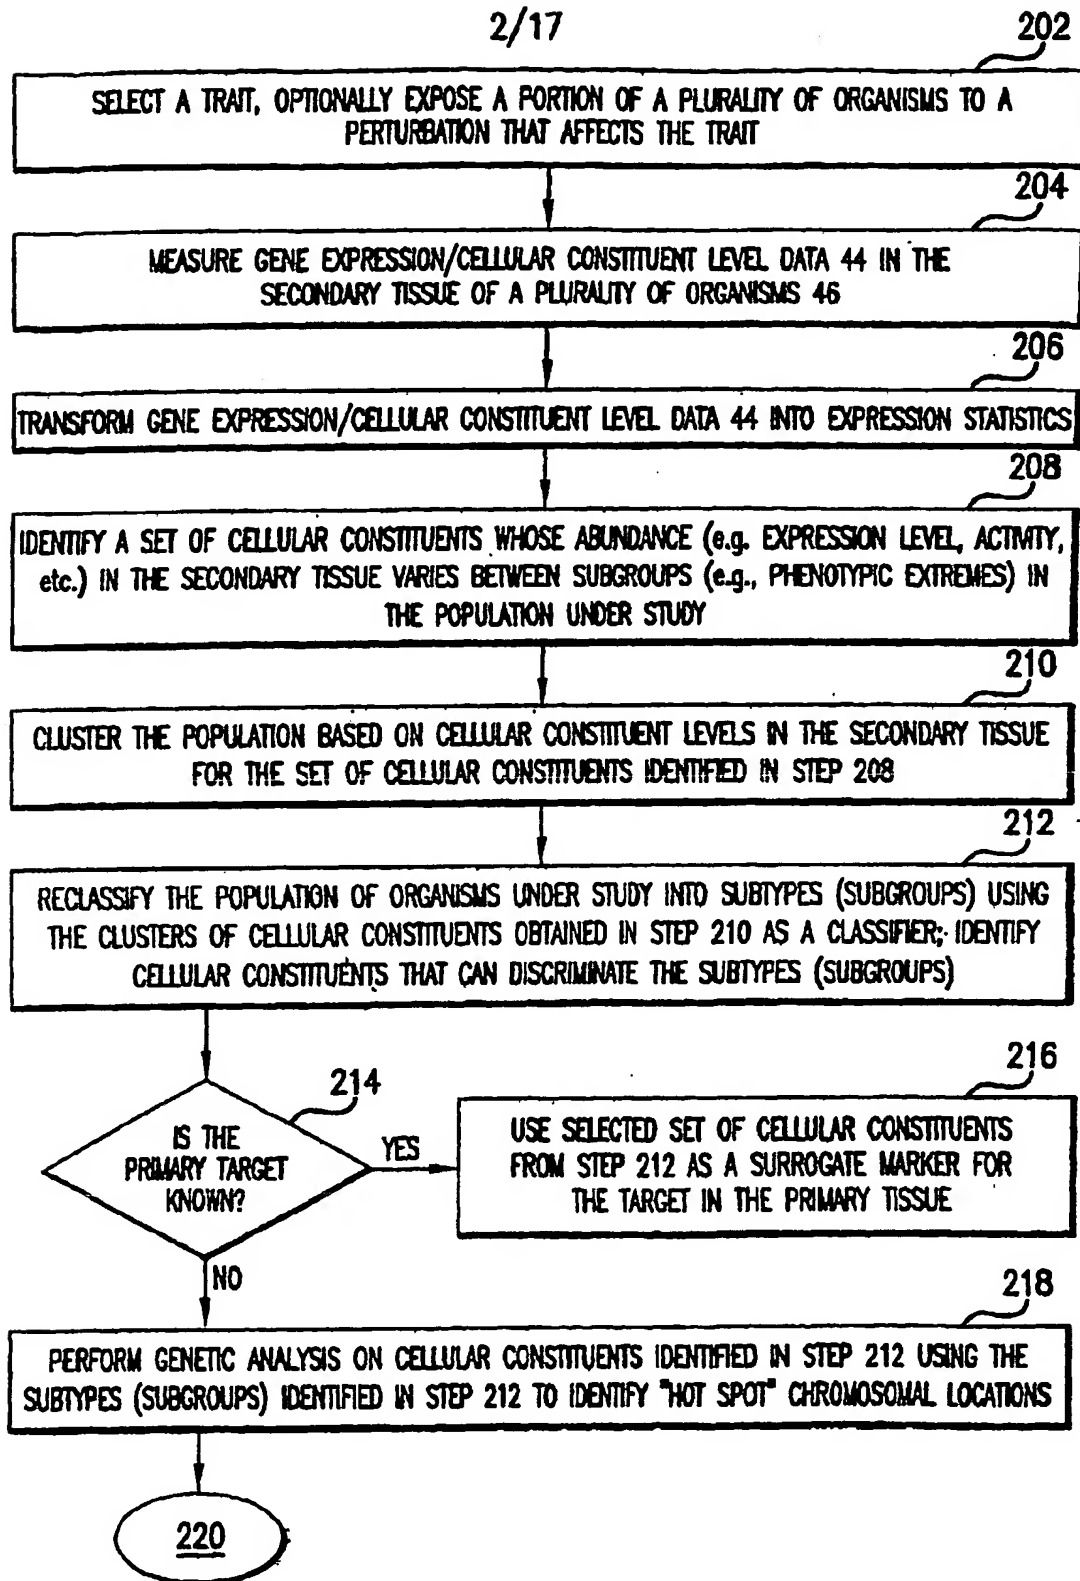 2/17
202
SELECT A TRAIT, OPTIONALLY EXPOSE A PORTION OF A PLURALITY OF ORGANISMS TO A
PERTURBATION THAT AFFECTS THE TRAIT
204
MEASURE GENE EXPRESSION/CELLULAR CONSTITUENT LEVEL DATA 44 IN THE
SECONDARY TISSUE OF A PLURALITY OF ORGANISMS 46
206
TRANSFORM GENE EXPRESSION/CELLULAR CONSTITUENT LEVEL DATA 44 INTO EXPRESSION STATISTICS
208
IDENTIFY A SET OF CELLULAR CONSTITUENTS WHOSE ABUNDANCE (e.g. EXPRESSION LEVEL, ACTIVITY,
etc.) IN THE SECONDARY TISSUE VARIES BETWEEN SUBGROUPS (e.g., PHENOTYPIC EXTREMES) IN
THE POPULATION UNDER STUDY
210
CLUSTER THE POPULATION BASED ON CELLULAR CONSTITUENT LEVELS IN THE SECONDARY TISSUE
FOR THE SET OF CELLULAR CONSTITUENTS IDENTIFIED IN STEP 208
212
RECLASSIFY THE POPULATION OF ORGANISMS UNDER STUDY INTO SUBTYPES (SUBGROUPS) USING
THE CLUSTERS OF CELLULAR CONSTITUENTS OBTAINED IN STEP 210 AS A CLASSIFIER; IDENTIFY
CELLULAR CONSTITUENTS THAT CAN DISCRIMINATE THE SUBTYPES (SUBGROUPS)
214
IS THE
PRIMARY TARGET
KNOWN?
YES
216
USE SELECTED SET OF CELLULAR CONSTITUENTS
FROM STEP 212 AS A SURROGATE MARKER FOR
THE TARGET IN THE PRIMARY TISSUE
NO
218
PERFORM GENETIC ANALYSIS ON CELLULAR CONSTITUENTS IDENTIFIED IN STEP 212 USING THE
SUBTYPES (SUBGROUPS) IDENTIFIED IN STEP 212 TO IDENTIFY "HOT SPOT" CHROMOSOMAL LOCATIONS
220